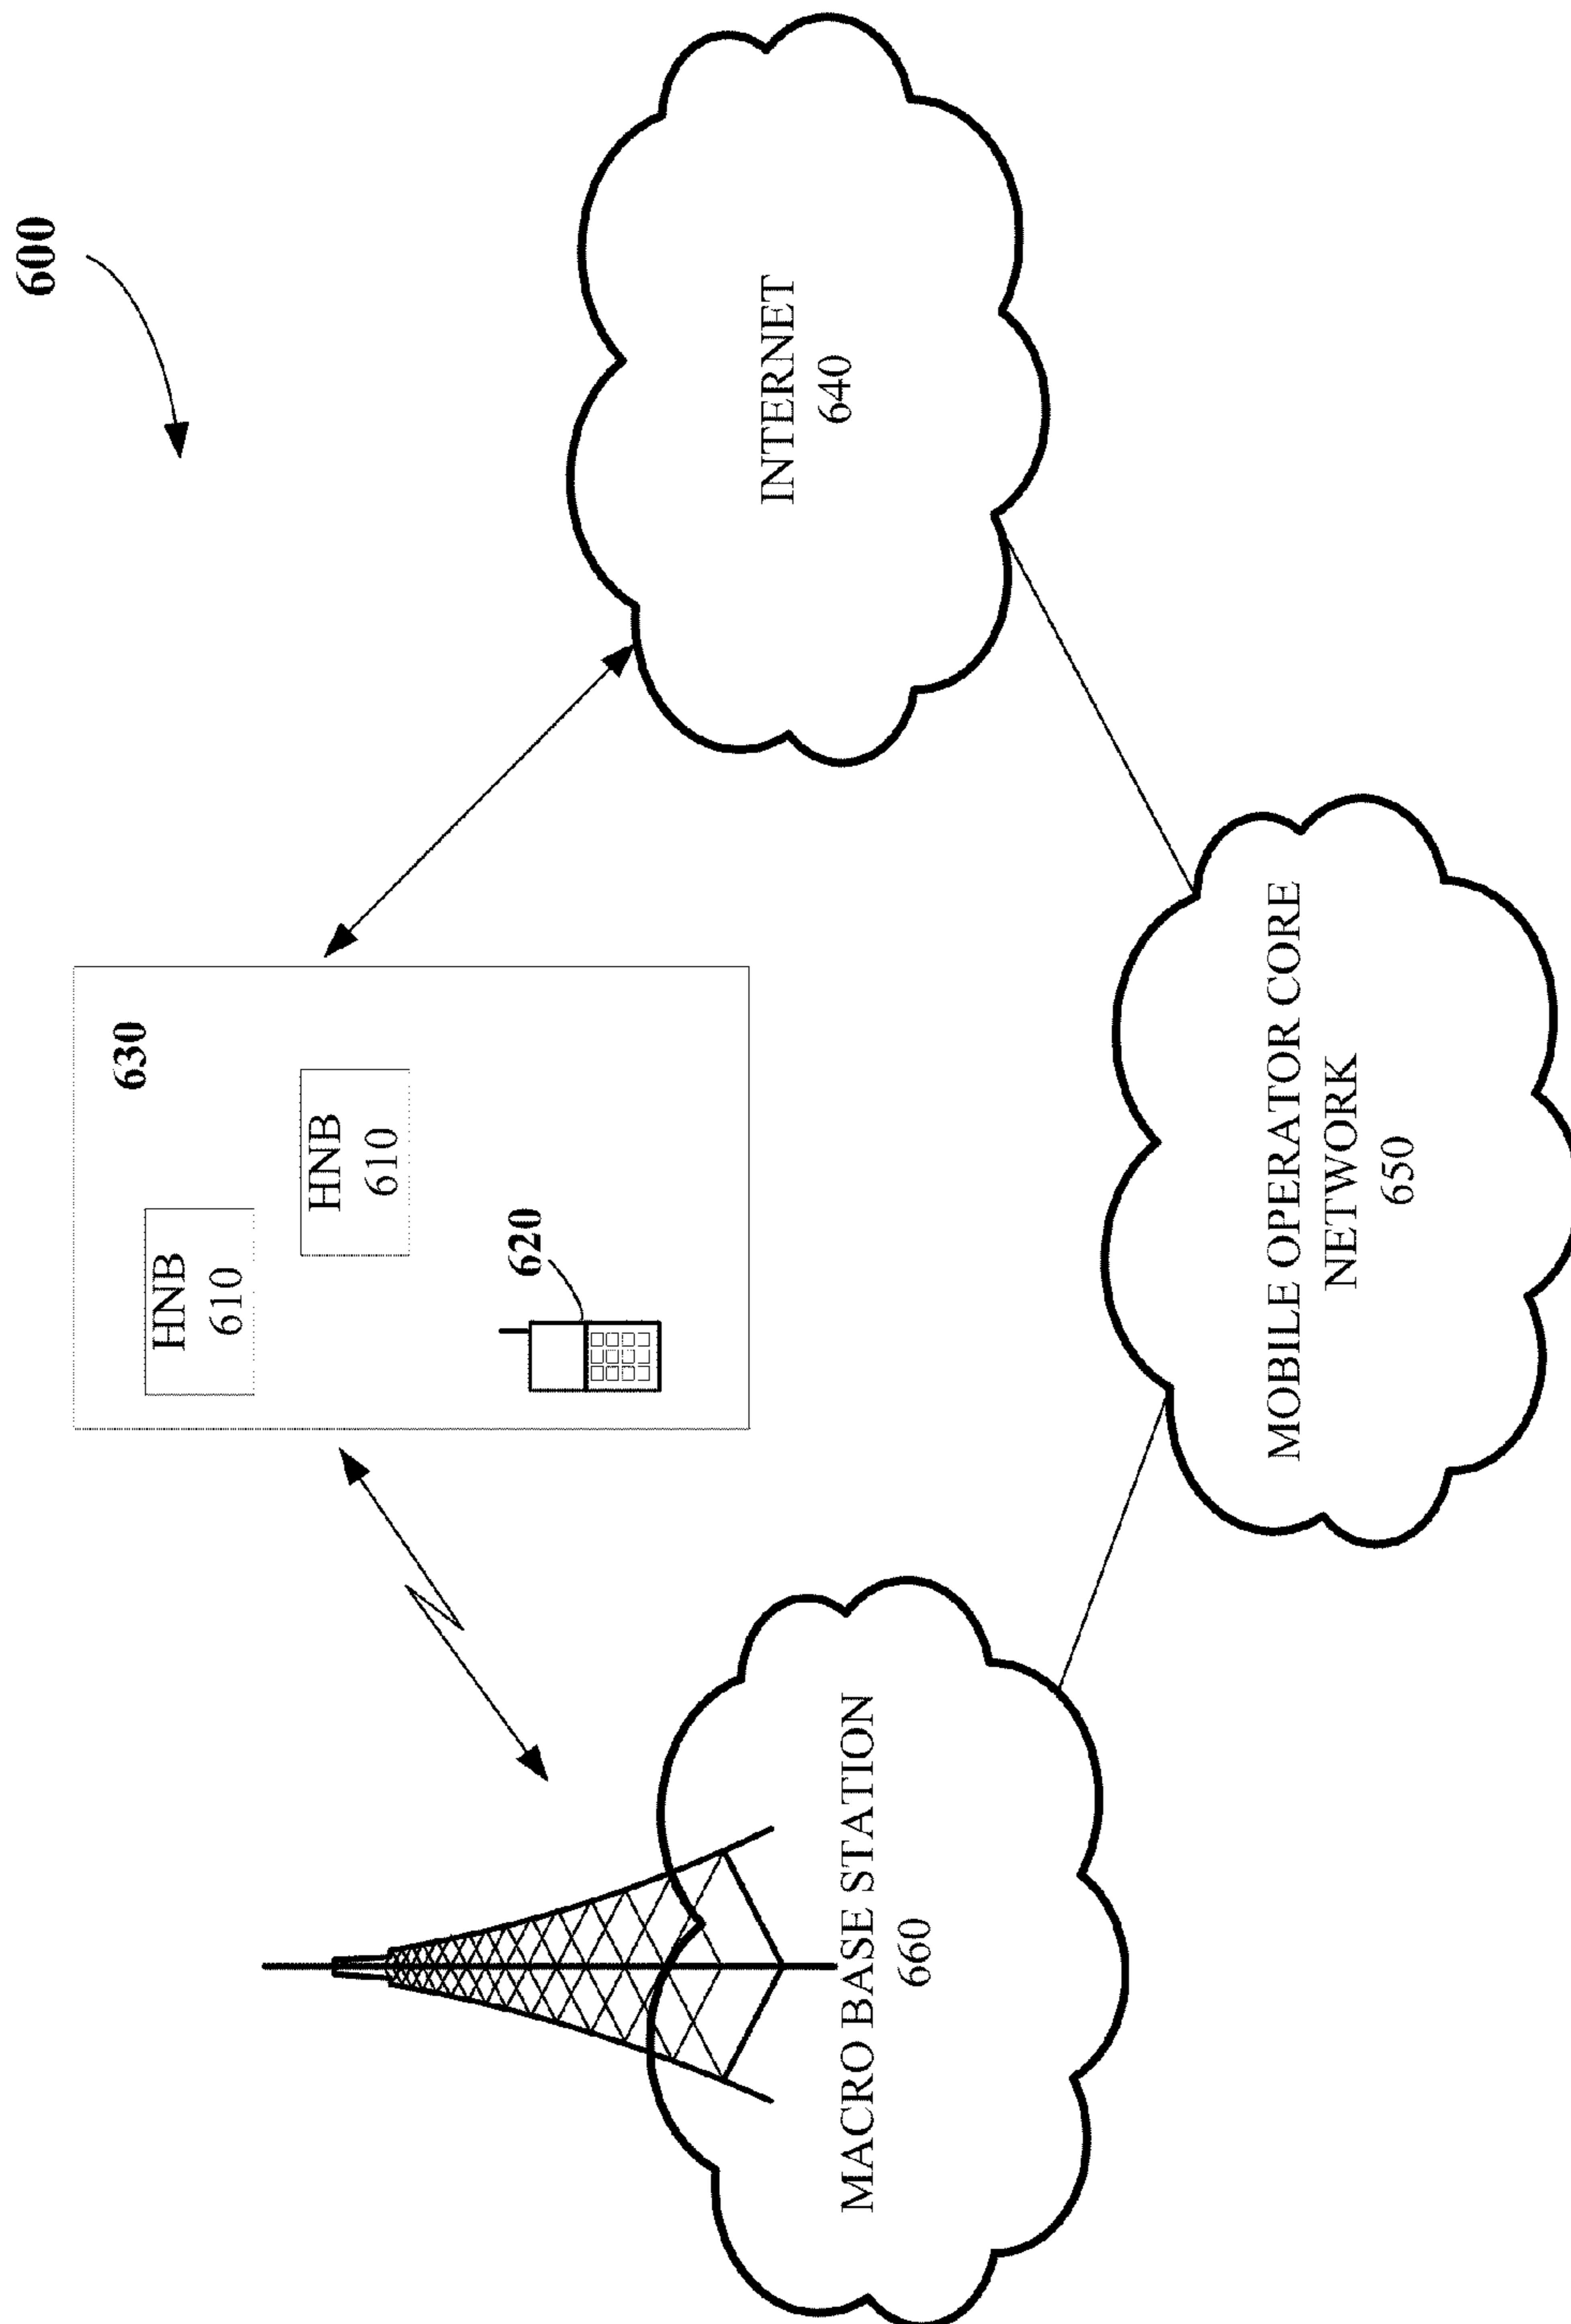 600
630
HNB
610
HNB
610
620
INTERNET
640
MACRO BASE STATION
660
MOBILE OPERATOR CORE
NETWORK
650